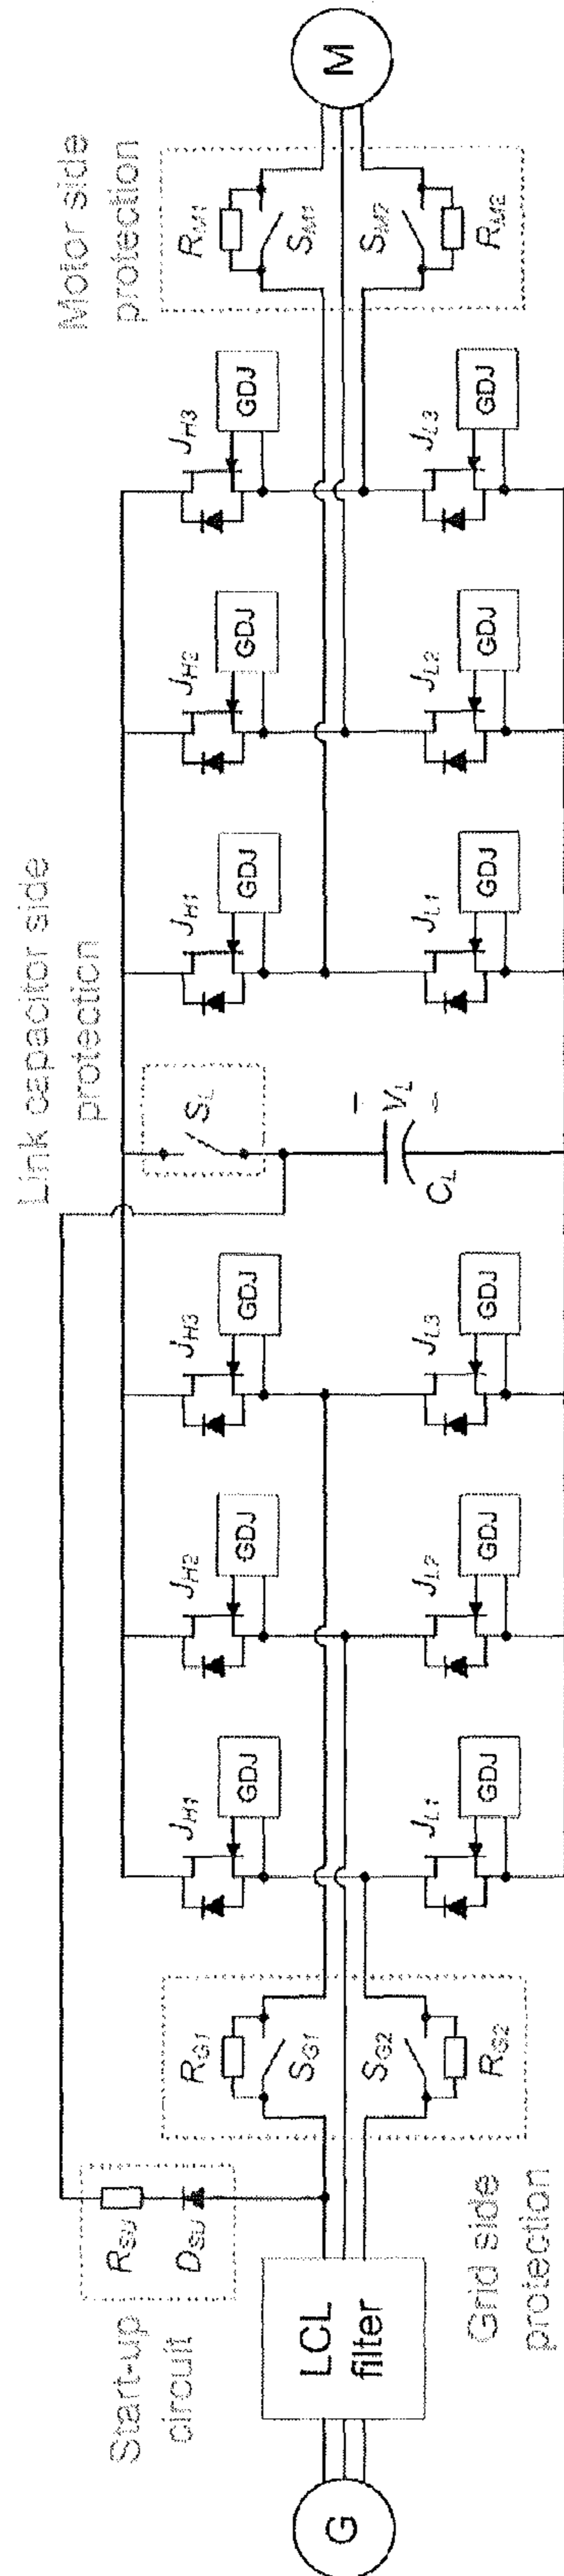 Start-up
circuit
R_SU
D_SU
G
LCL
filter
Grid side
protection
R_G1
S_G1
S_G2
R_G2
J_H1
GDJ
J_H2
GDJ
J_H3
GDJ
J_L1
GDJ
J_L2
GDJ
J_L3
GDJ
Link capacitor side
protection
S_L
V_L
C_L
J_H1
GDJ
J_H2
GDJ
J_H3
GDJ
J_L1
GDJ
J_L2
GDJ
J_L3
GDJ
Motor side
protection
R_M1
S_M1
S_M2
R_M2
M